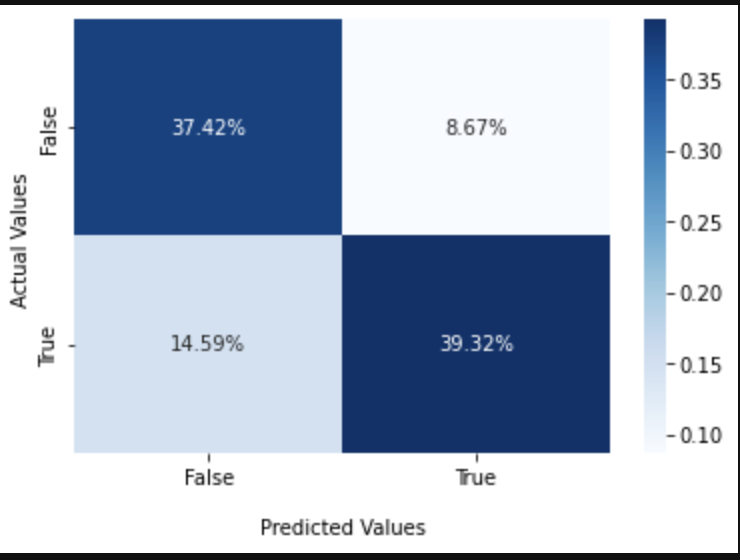 Actual Values
False
37.42%
8.67%
True
14.59%
39.32%
False
True
Predicted Values
0.35
0.30
0.25
0.20
0.15
0.10